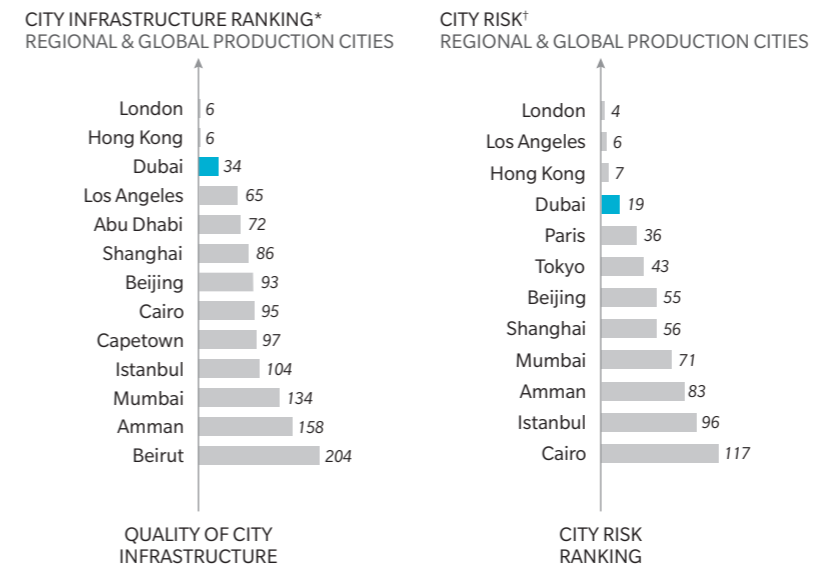 CITY INFRASTRUCTURE RANKING*
REGIONAL & GLOBAL PRODUCTION CITIES
London 6
Hong Kong 6
Dubai 34
Los Angeles 65
Abu Dhabi 72
Shanghai 86
Beijing 93
Cairo 95
Capetown 97
Istanbul 104
Mumbai 134
Amman 158
Beirut 204
QUALITY OF CITY
INFRASTRUCTURE
CITY RISK†
REGIONAL & GLOBAL PRODUCTION CITIES
London 4
Los Angeles 6
Hong Kong 7
Dubai 19
Paris 36
Tokyo 43
Beijing 55
Shanghai 56
Mumbai 71
Amman 83
Istanbul 96
Cairo 117
CITY RISK
RANKING